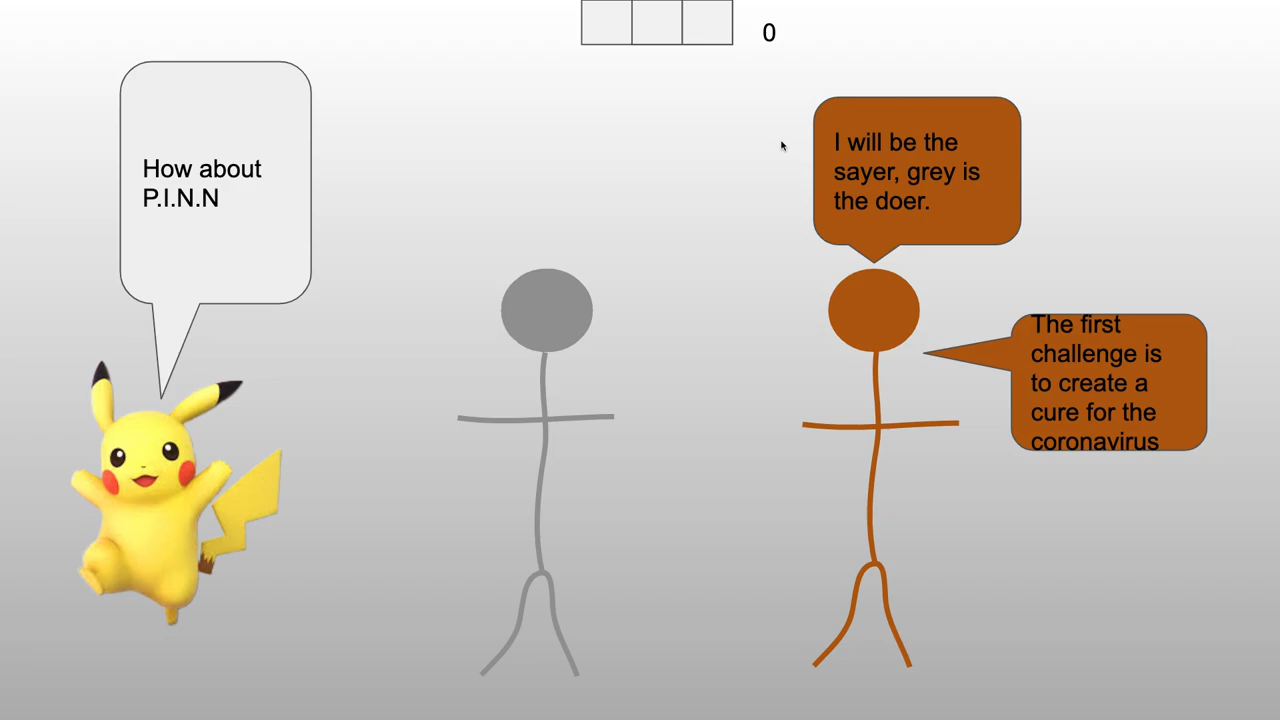 0
How about
P.I.N.N
I will be the
sayer, grey is
the doer.
The first
challenge is
to create a
cure for the
coronavirus